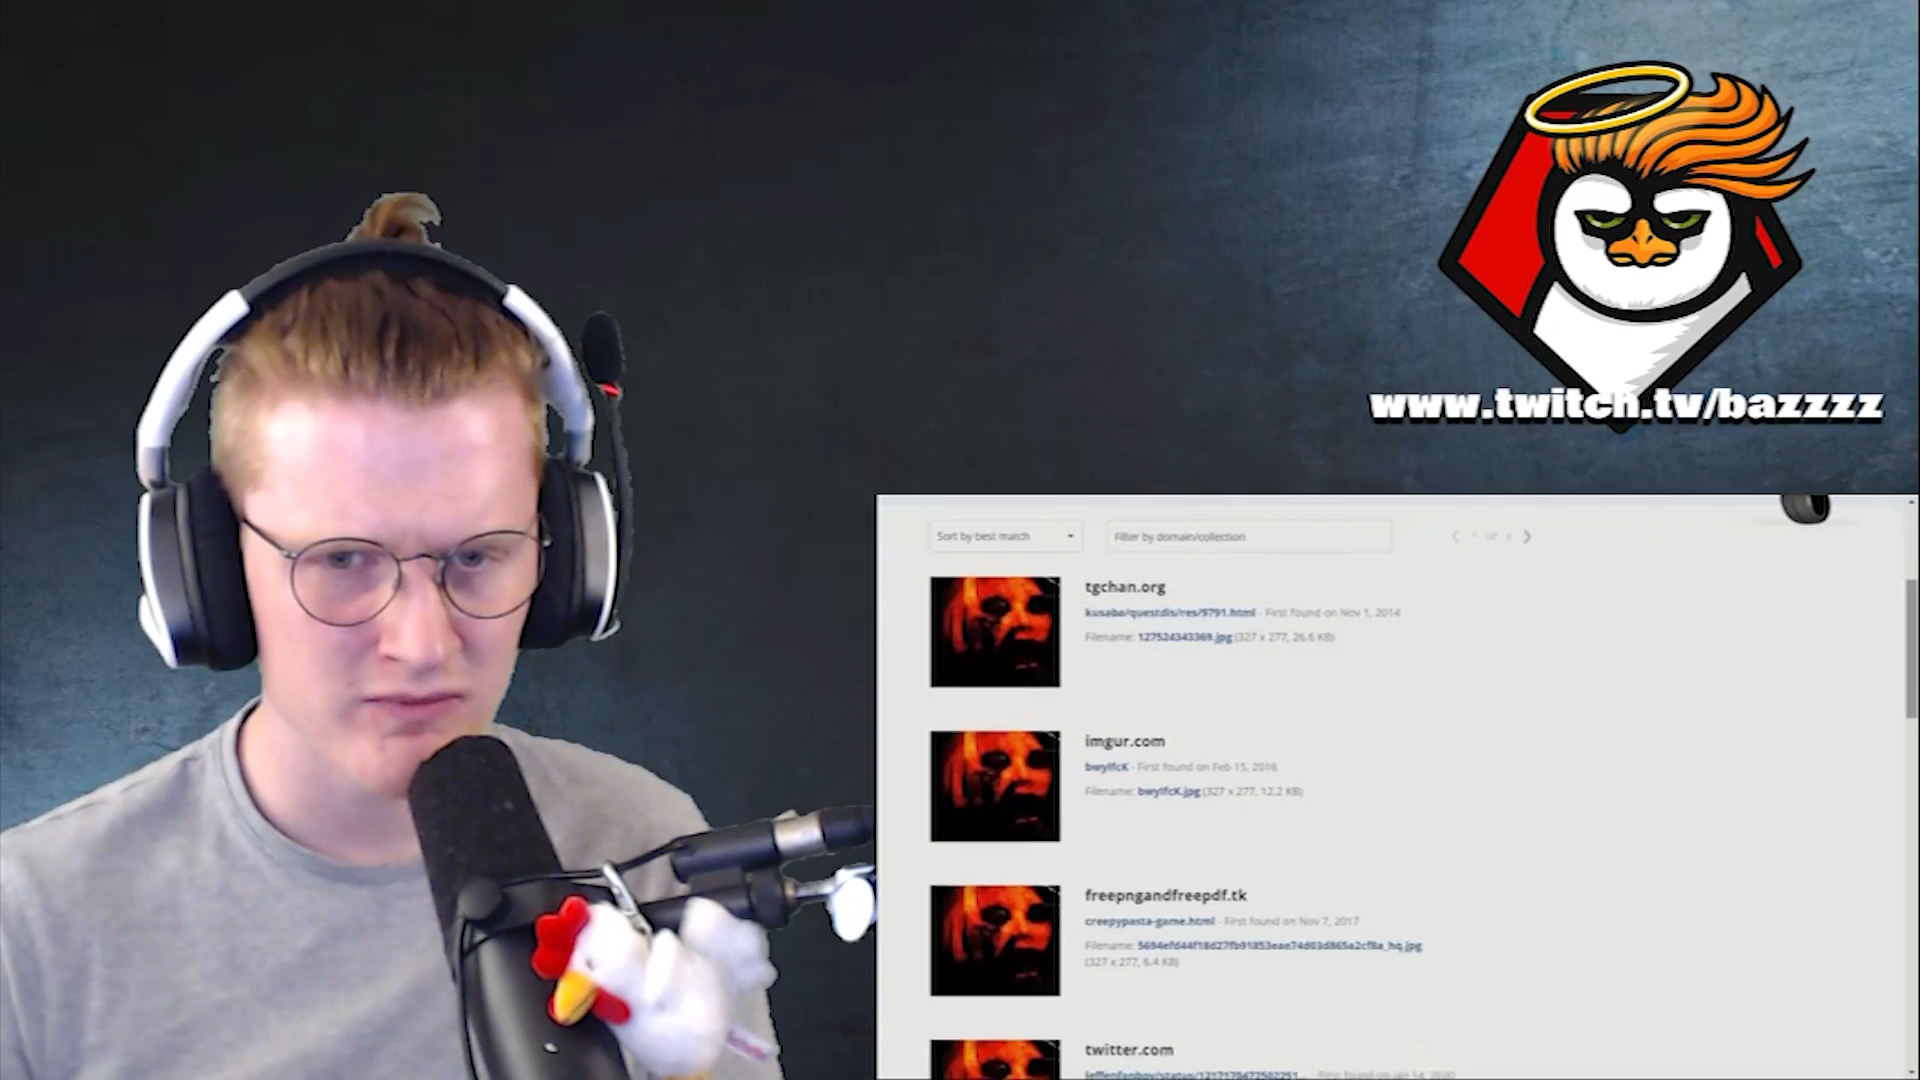 www.twitch.tv/bazzzz
Sort by best match
Filter by domain/collection
tgchan.org
kusaba/questdis/res/9791.html - First found on Nov 1, 2014
Filename: 127524343369.jpg (327 x 277, 26.6 KB)
imgur.com
bwylfcK - First found on Feb 15, 2016
Filename: bwylfcK.jpg (327 x 277, 12.2 KB)
freepngandfreepdf.tk
creepypasta-game.html - First found on Nov 7, 2017
Filename:
(327 x 277, 6.4 KB)
twitter.com